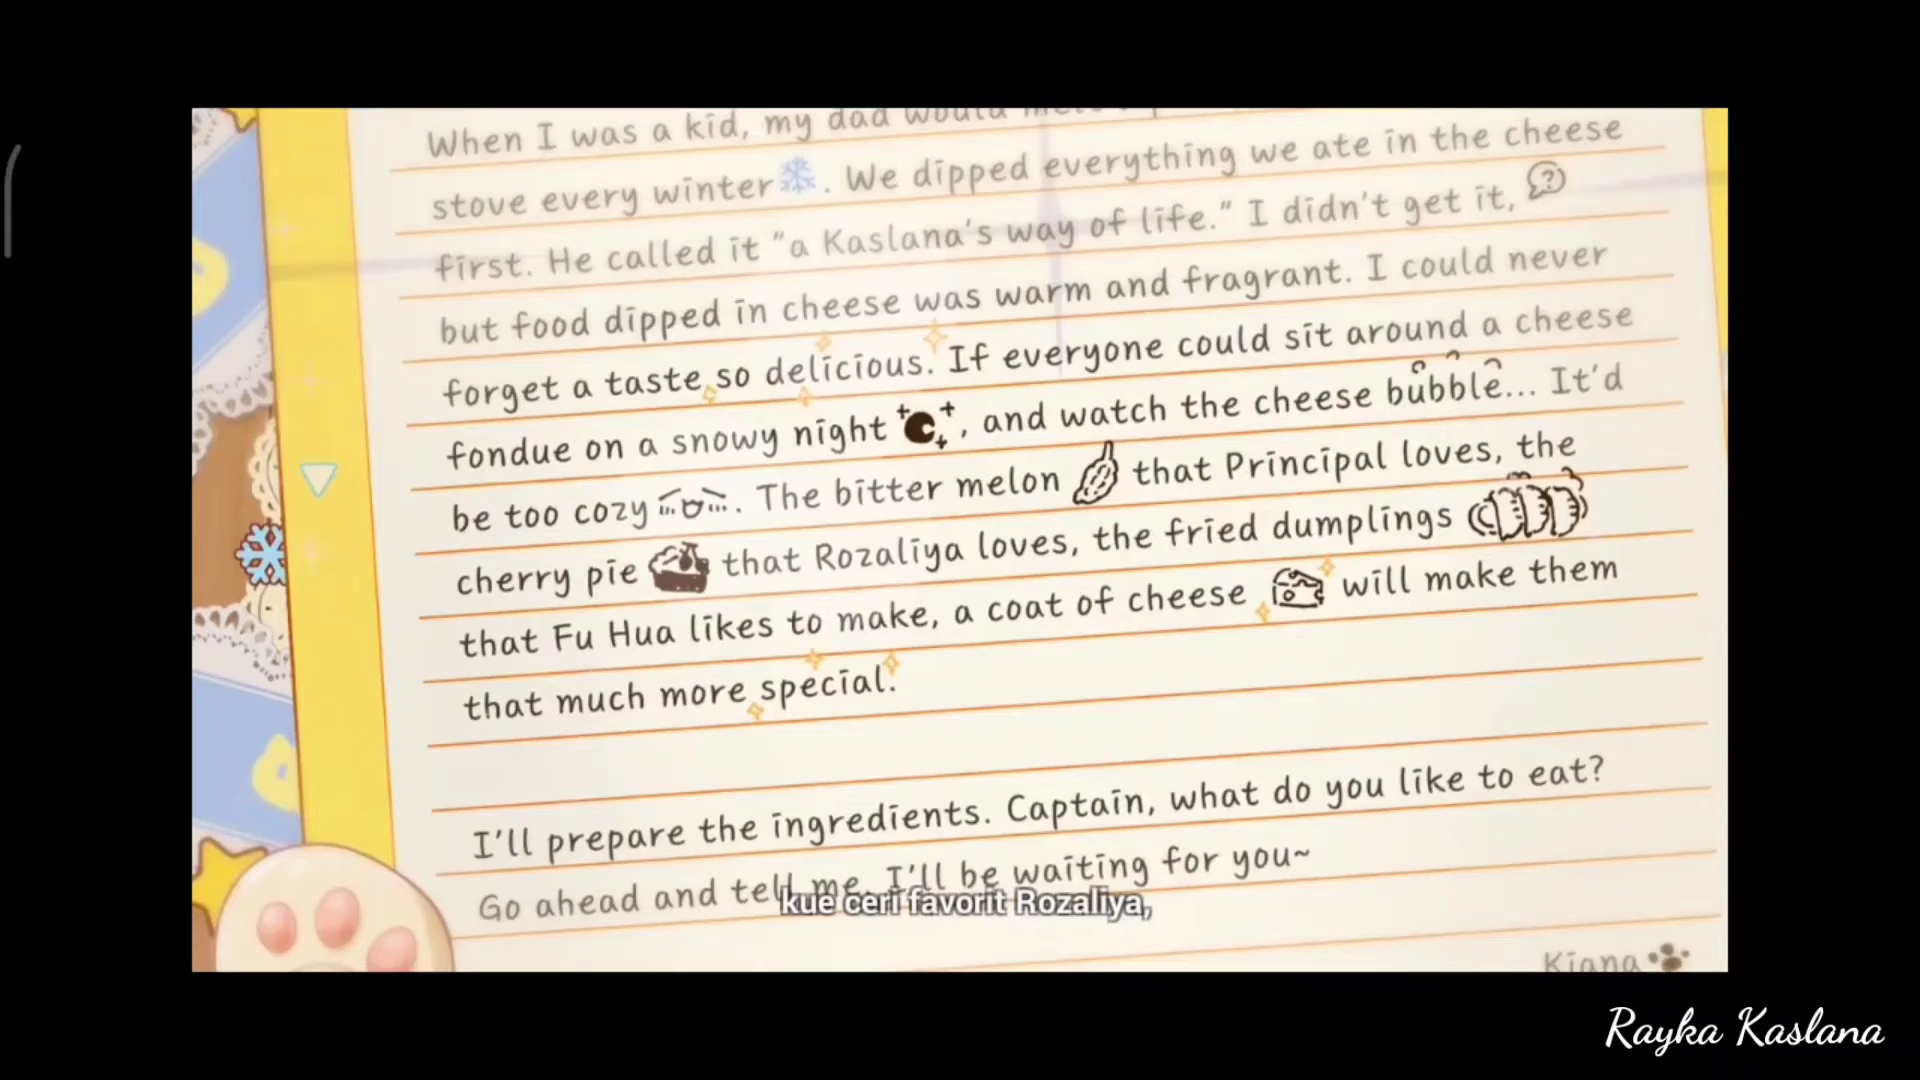 When I was a kid, my dad would
stove every winter. We dipped everything we ate in the cheese
first. He called it "a Kaslana's way of life." I didn't get it,
but food dipped in cheese was warm and fragrant. I could never
forget a taste so delicious. If everyone could sit around a cheese
fondue on a snowy night, and watch the cheese bubble... It'd
be too cozy. The bitter melon that Principal loves, the
cherry pie that Rozaliya loves, the fried dumplings
that Fu Hua likes to make, a coat of cheese will make them
that much more special.
I'll prepare the ingredients. Captain, what do you like to eat?
Go ahead and tell me. I'll be waiting for you~
kue ceri favorit Rozaliya,
Kiana
Rayka Kaslana